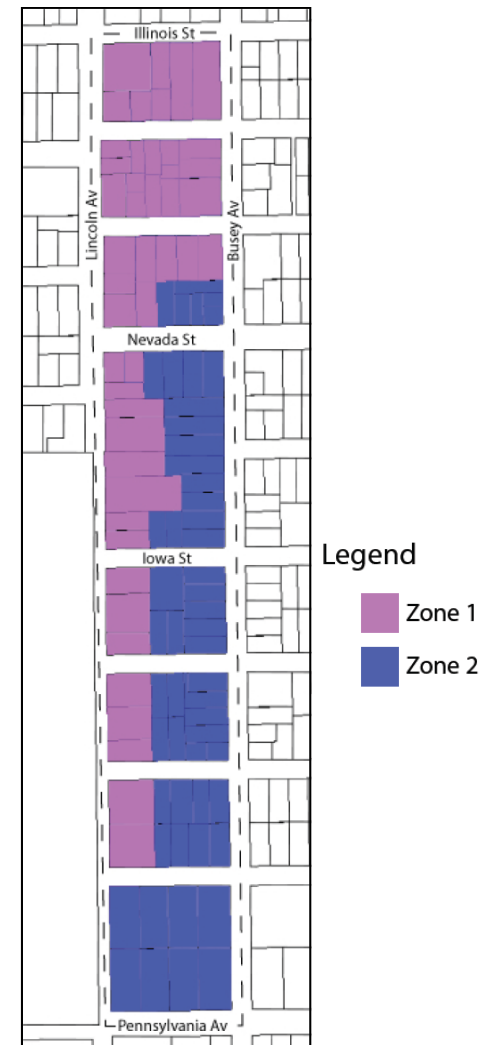 Illinois St
Lincoln Av
Busey Av
Nevada St
Iowa St
Pennsylvania Av
Legend
Zone 1
Zone 2